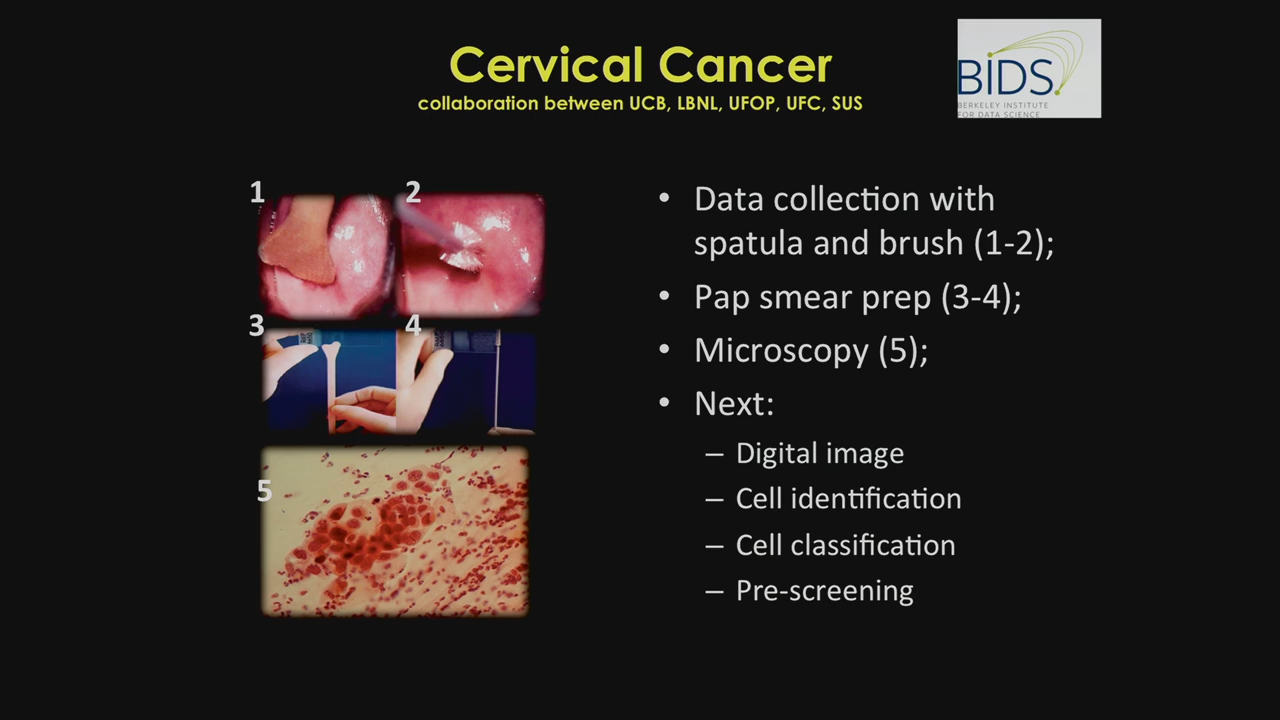 Cervical Cancer
collaboration between UCB, LBNL, UFOP, UFC, SUS
BIDS
BERKELEY INSTITUTE
FOR DATA SCIENCE
1
2
3
4
5
• Data collection with
spatula and brush (1-2);
• Pap smear prep (3-4);
• Microscopy (5);
• Next:
– Digital image
– Cell identification
– Cell classification
– Pre-screening